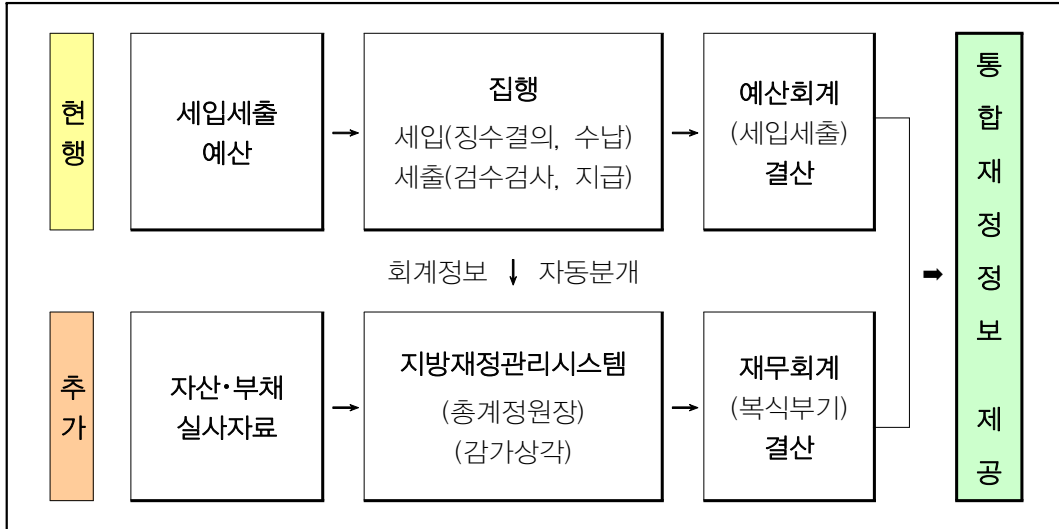 현행
세입세출
예산
→
집행
세입(징수결의, 수납)
세출(검수검사, 지급)
→
예산회계
(세입세출)
결산
회계정보 ↓ 자동분개
추가
자산·부채
실사자료
→
지방재정관리시스템
(총계정원장)
(감가상각)
→
재무회계
(복식부기)
결산
➡
통합재정정보 제공